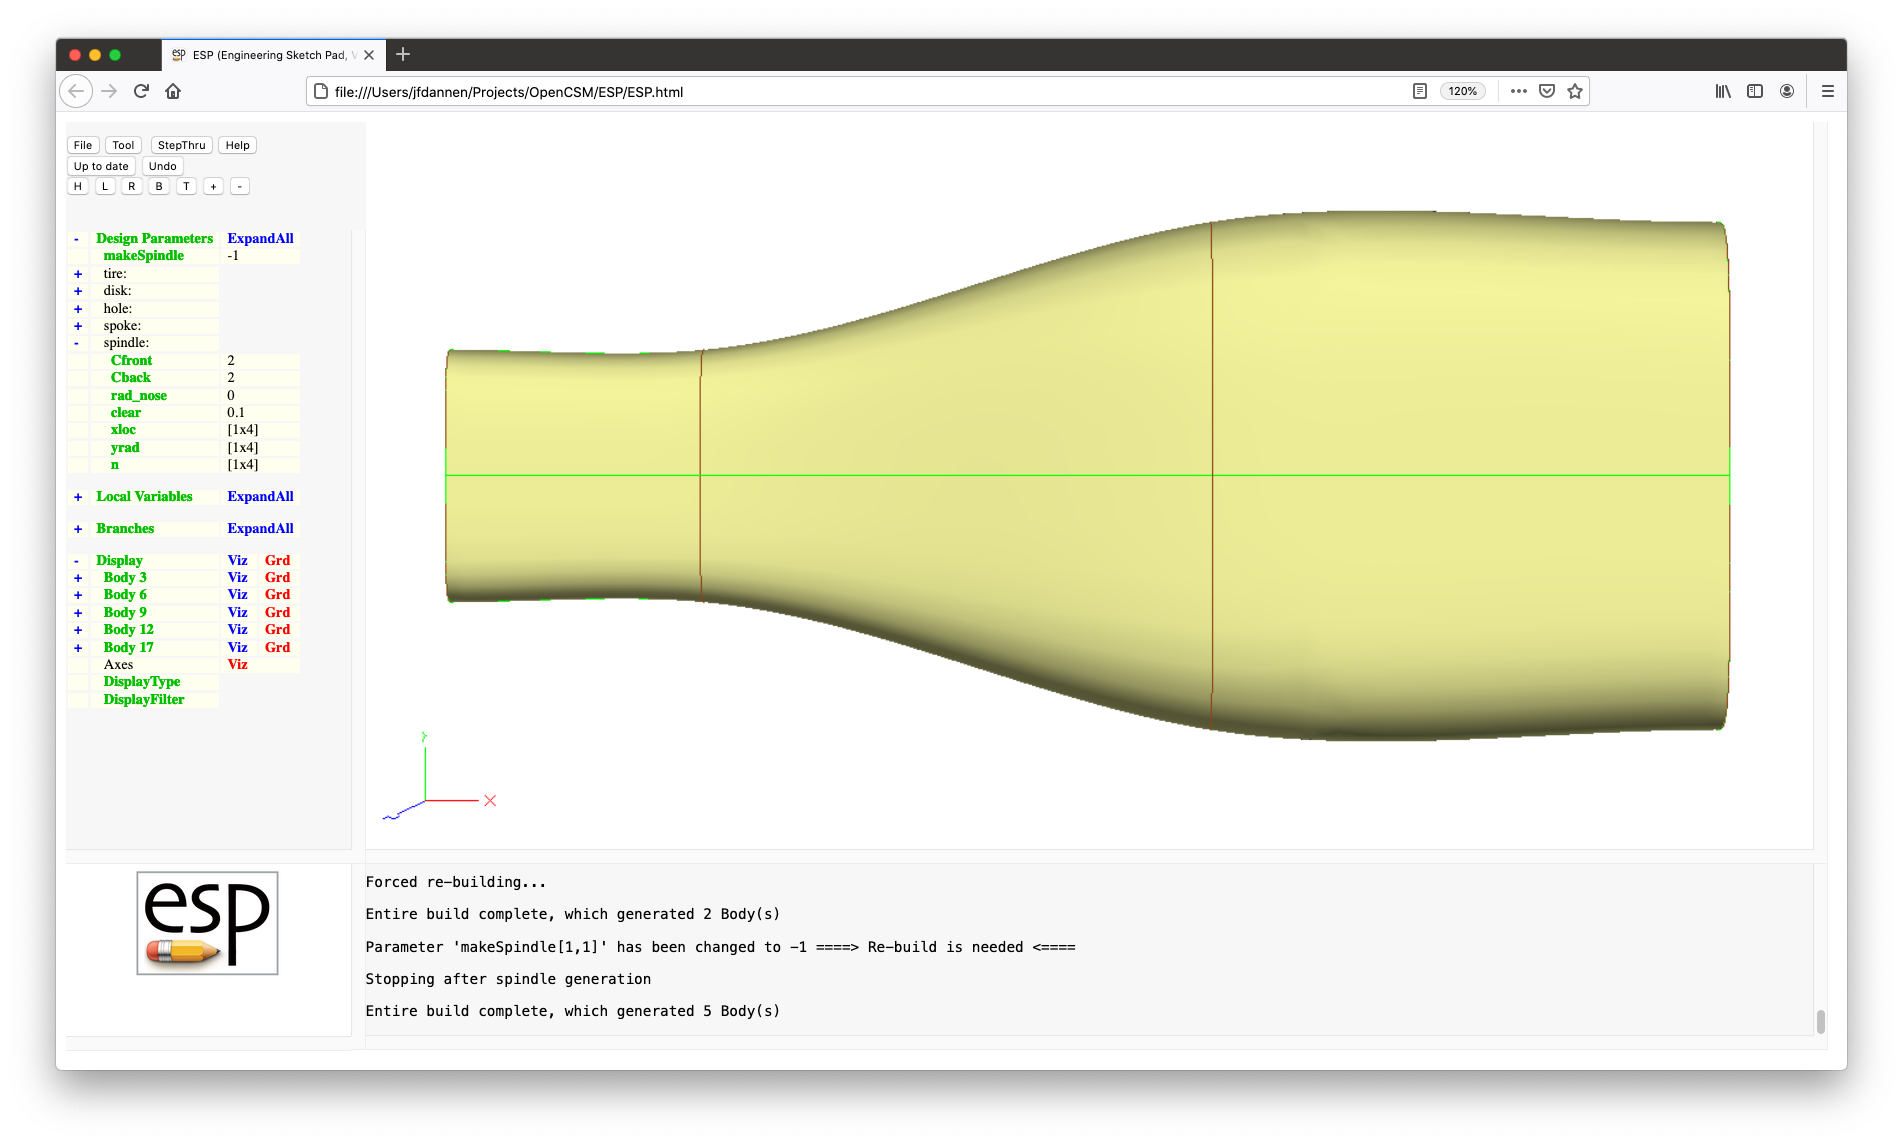 ESP (Engineering Sketch Pad, V
file:///Users/jfdannen/Projects/OpenCSM/ESP/ESP.html
120%
File Tool StepThru Help
Up to date Undo
H L R B T + -
- Design Parameters ExpandAll
makeSpindle -1
+ tire:
+ disk:
+ hole:
+ spoke:
- spindle:
Cfront 2
Cback 2
rad_nose 0
clear 0.1
xloc [1x4]
yrad [1x4]
n [1x4]
+ Local Variables ExpandAll
+ Branches ExpandAll
- Display Viz Grd
+ Body 3 Viz Grd
+ Body 6 Viz Grd
+ Body 9 Viz Grd
+ Body 12 Viz Grd
+ Body 17 Viz Grd
Axes Viz
DisplayType
DisplayFilter
Y
X
esp
Forced re-building...
Entire build complete, which generated 2 Body(s)
Parameter 'makeSpindle[1,1]' has been changed to -1 ====> Re-build is needed <====
Stopping after spindle generation
Entire build complete, which generated 5 Body(s)